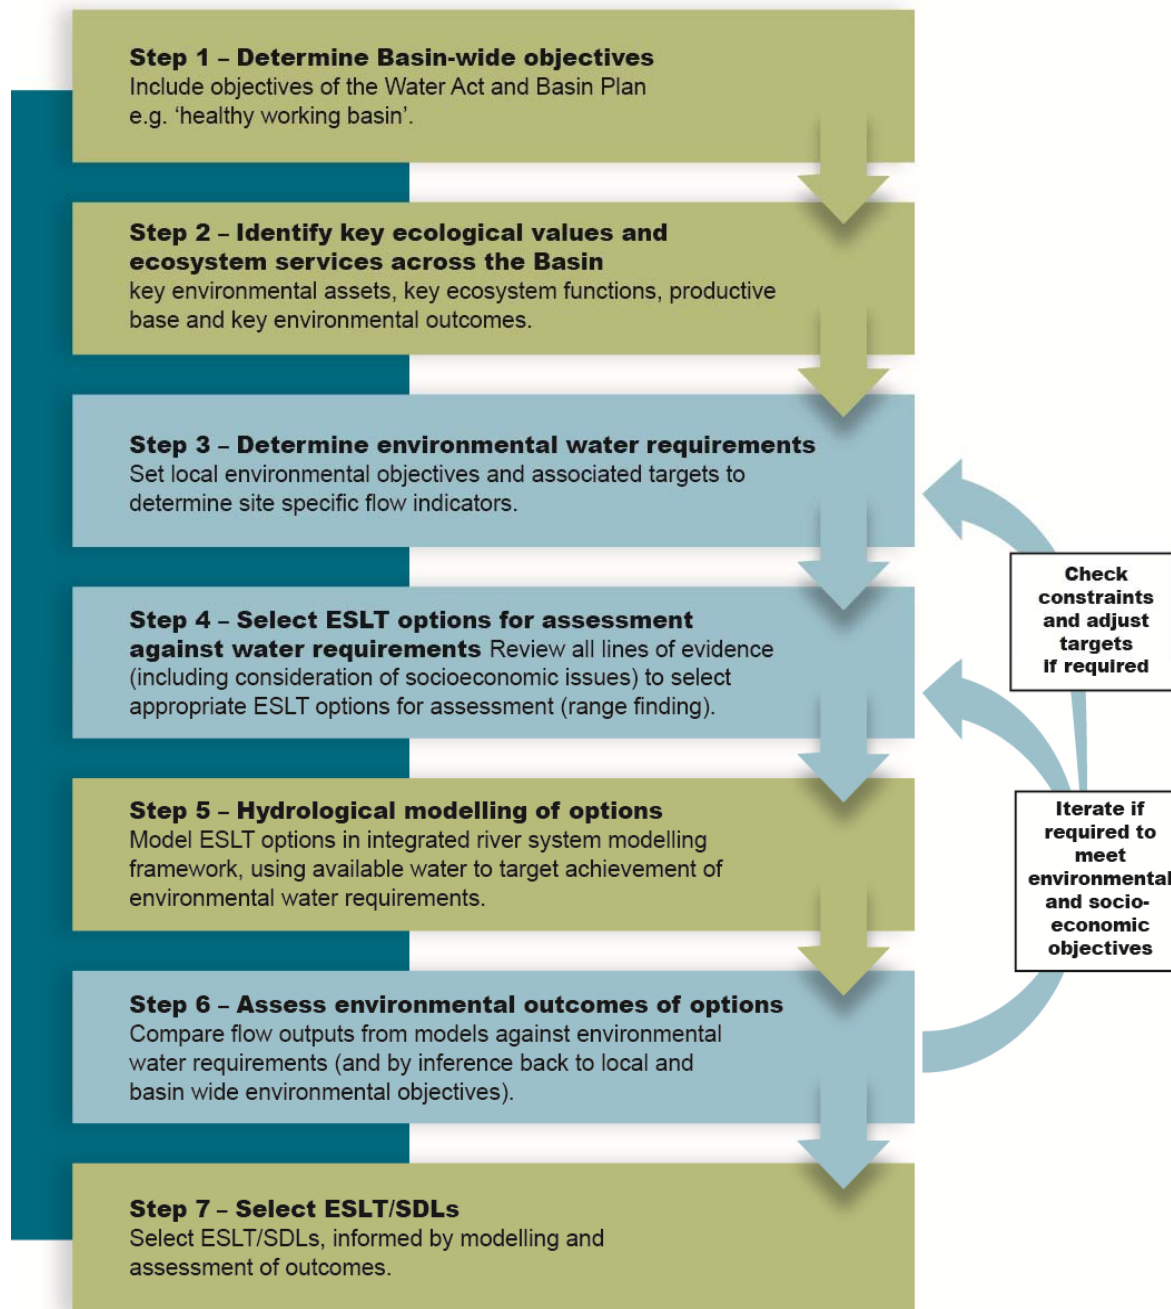 Step 1 – Determine Basin-wide objectives
Include objectives of the Water Act and Basin Plan
e.g. ‘healthy working basin’.
Step 2 – Identify key ecological values and
ecosystem services across the Basin
key environmental assets, key ecosystem functions, productive
base and key environmental outcomes.
Step 3 – Determine environmental water requirements
Set local environmental objectives and associated targets to
determine site specific flow indicators.
Step 4 – Select ESLT options for assessment
against water requirements Review all lines of evidence
(including consideration of socioeconomic issues) to select
appropriate ESLT options for assessment (range finding).
Step 5 – Hydrological modelling of options
Model ESLT options in integrated river system modelling
framework, using available water to target achievement of
environmental water requirements.
Step 6 – Assess environmental outcomes of options
Compare flow outputs from models against environmental
water requirements (and by inference back to local and
basin wide environmental objectives).
Step 7 – Select ESLT/SDLs
Select ESLT/SDLs, informed by modelling and
assessment of outcomes.
Check
constraints
and adjust
targets
if required
Iterate if
required to
meet
environmental
and socio-
economic
objectives